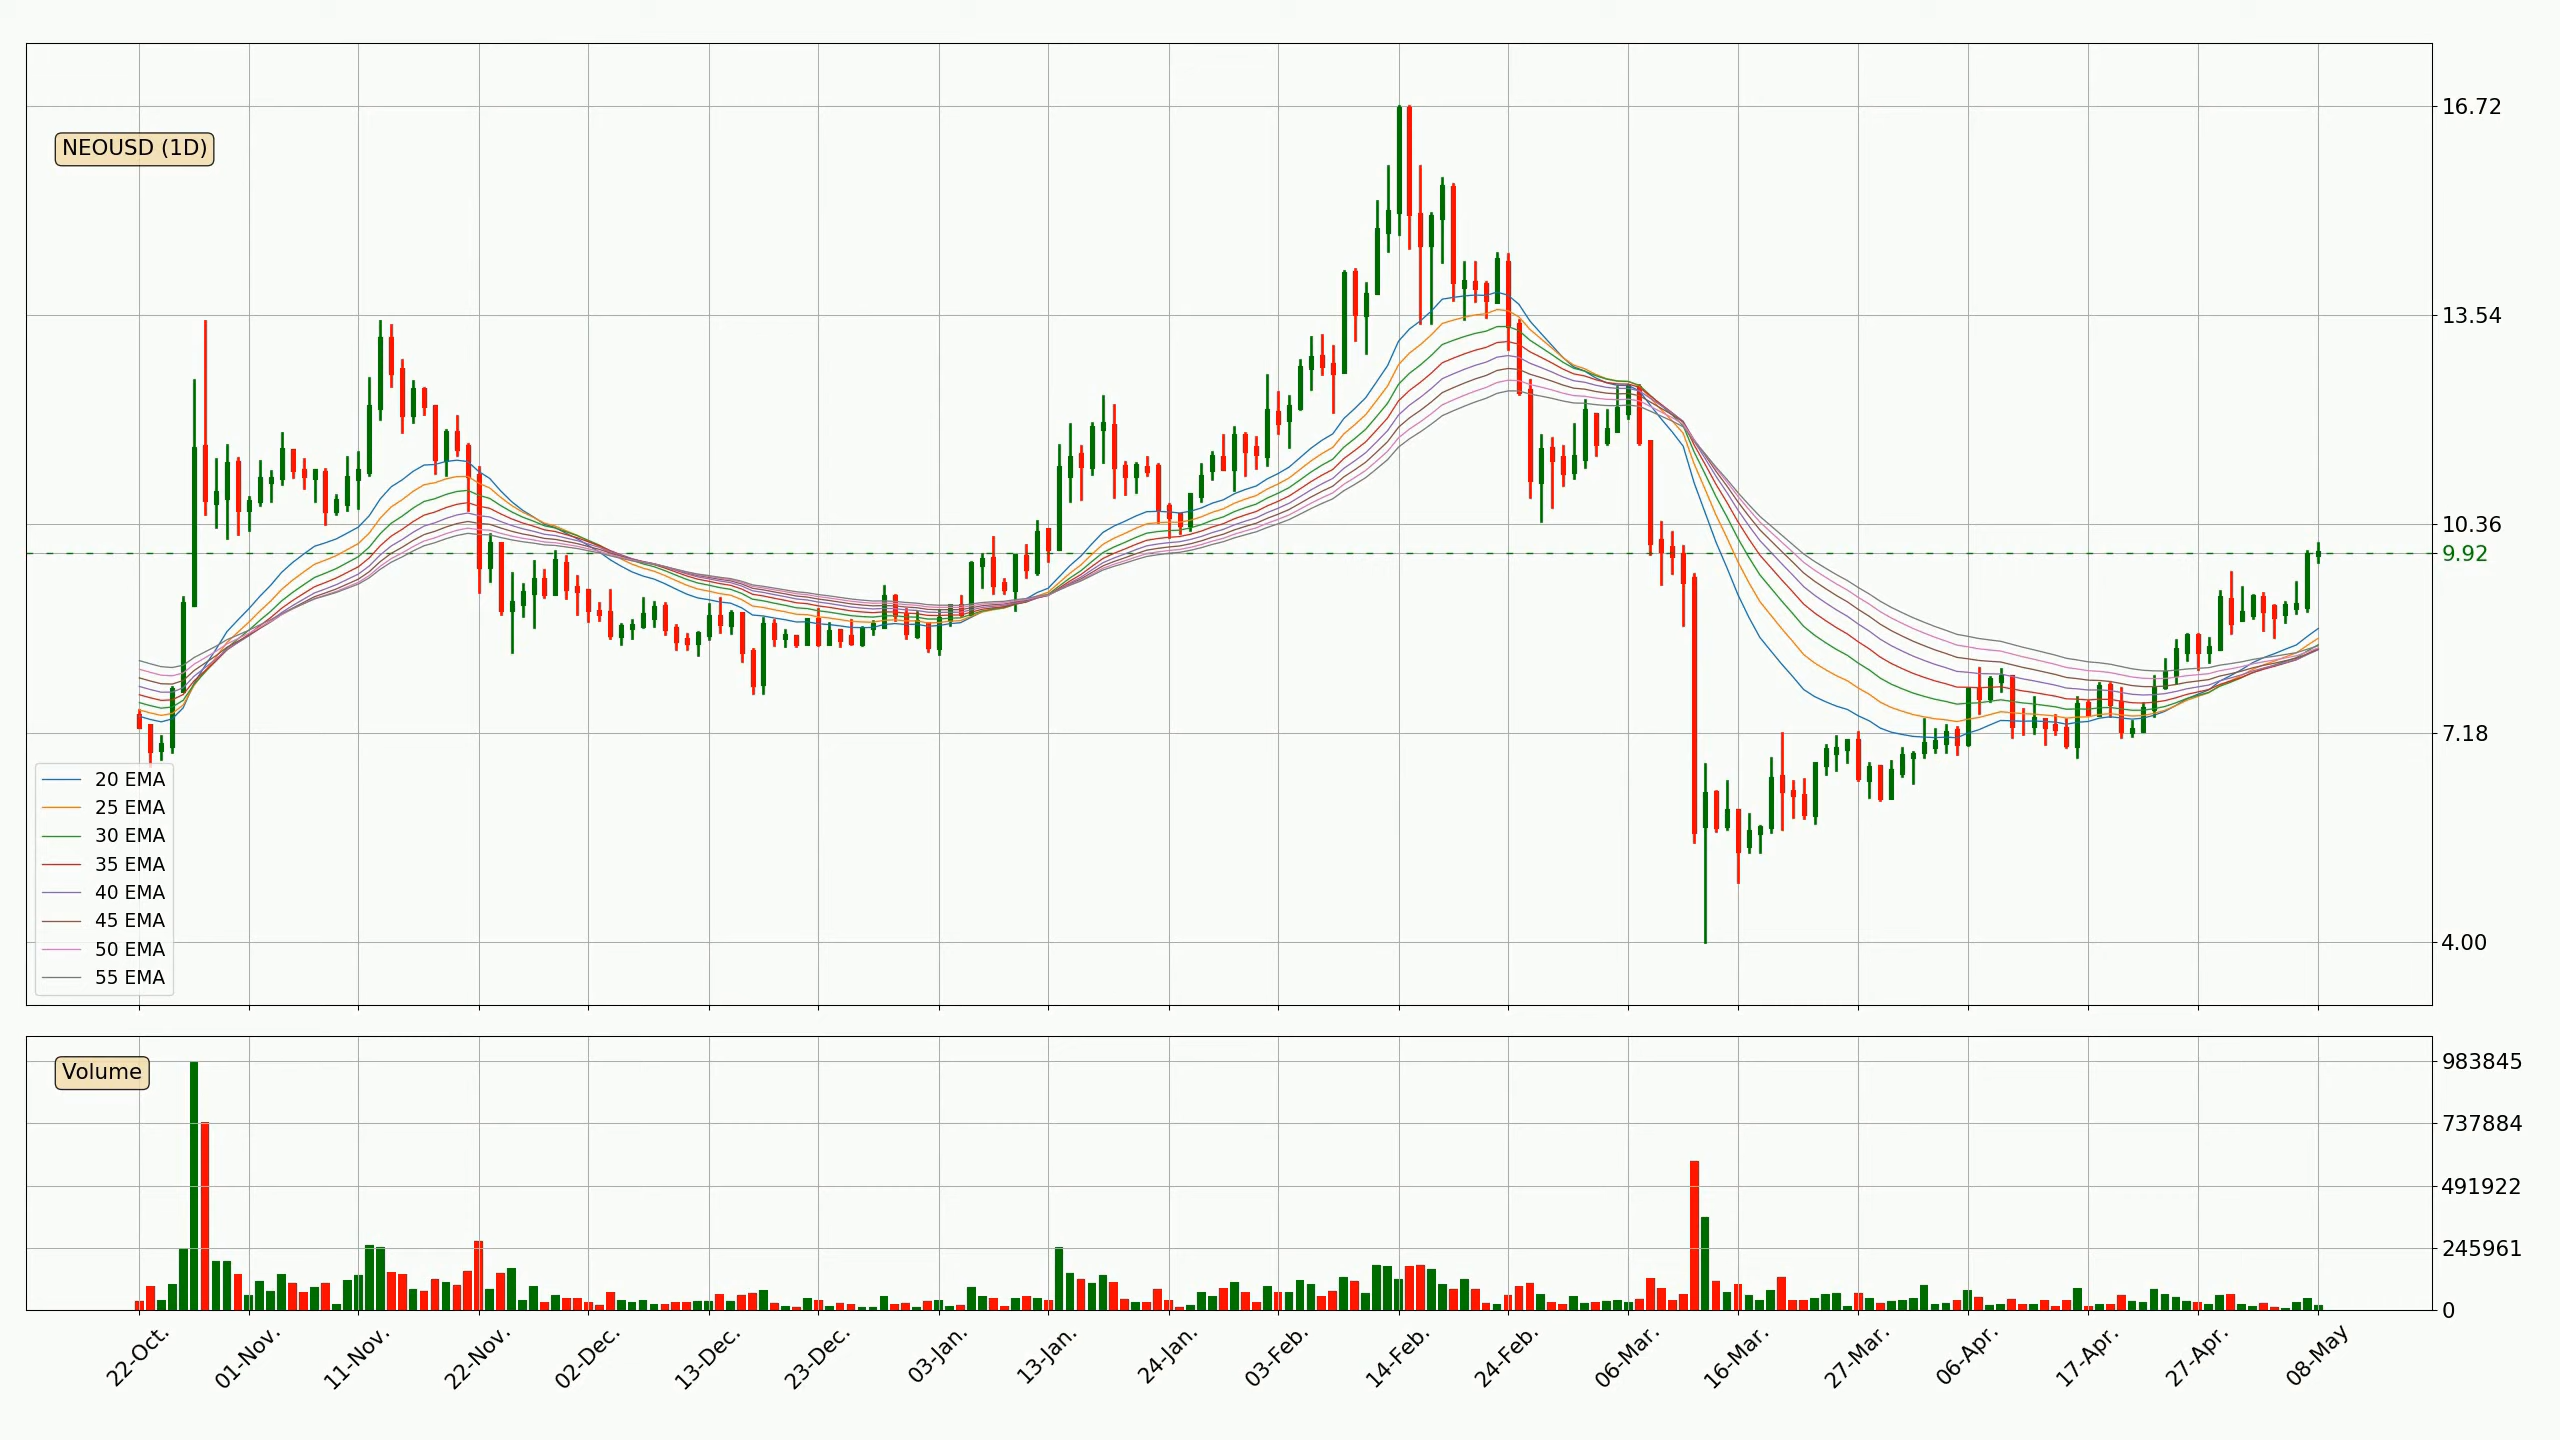 NEOUSD (1D)
16.72
13.54
10.36
9.92
7.18
4.00
20 EMA
25 EMA
30 EMA
35 EMA
40 EMA
45 EMA
50 EMA
55 EMA
Volume
983845
737884
491922
245961
0
22-Oct.
01-Nov.
11-Nov.
22-Nov.
02-Dec.
13-Dec.
23-Dec.
03-Jan.
13-Jan.
24-Jan.
03-Feb.
14-Feb.
24-Feb.
06-Mar.
16-Mar.
27-Mar.
06-Apr.
17-Apr.
27-Apr.
08-May